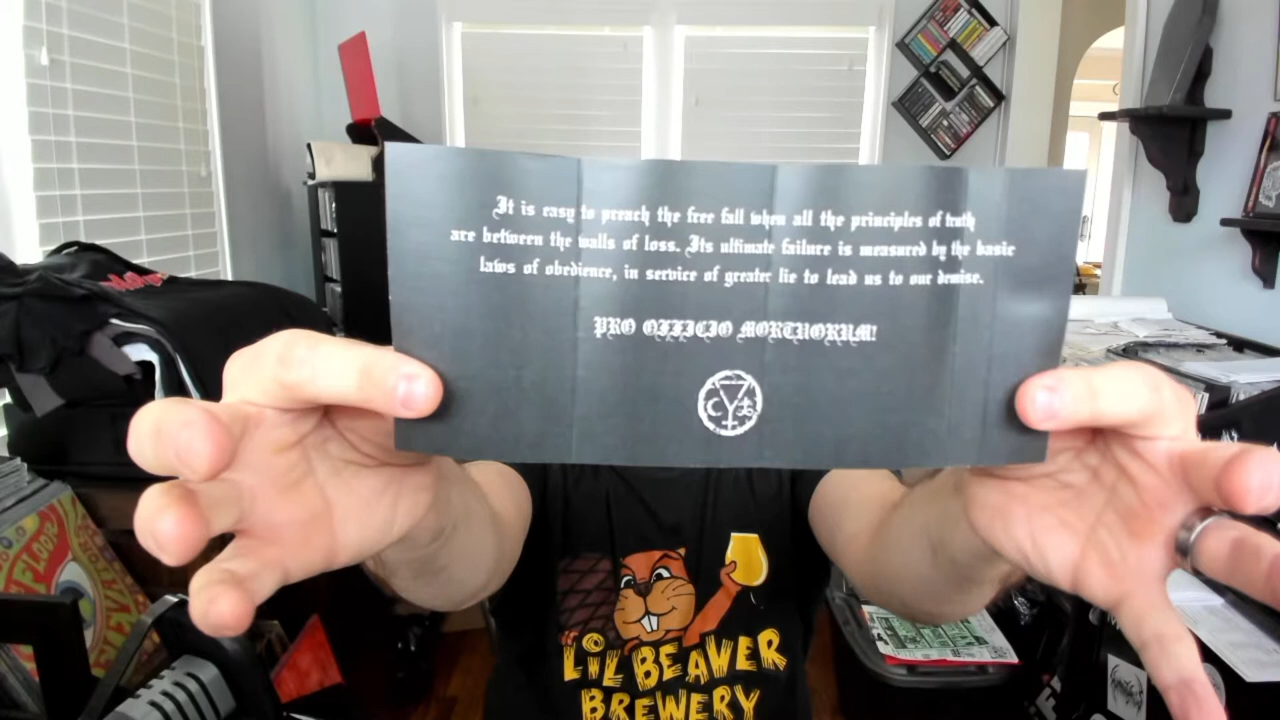 It is easy to preach the free fall when all the principles of truth
are between the walls of loss. Its ultimate failure is measured by the basic
laws of obedience, in service of greater lie to lead us to our demise.
PRO OFFICIO MORTUORUM!
LiL BEAVER
BREWERY